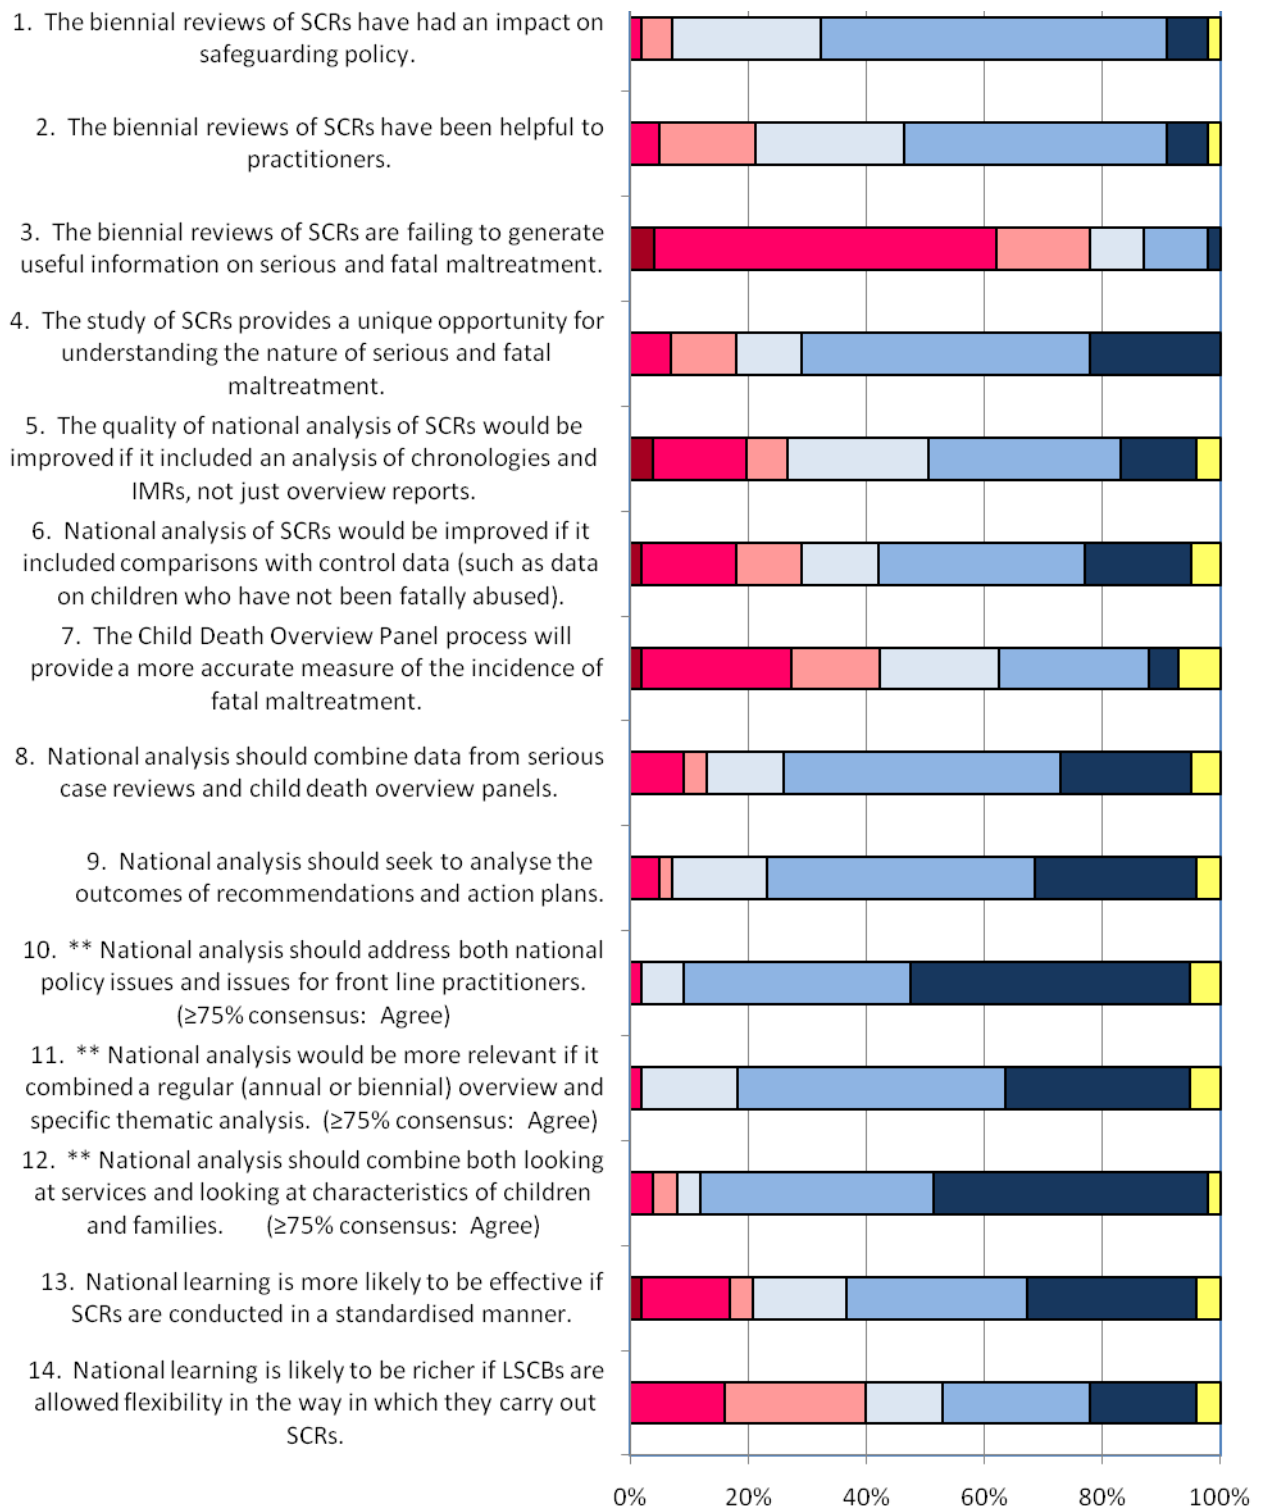 1. The biennial reviews of SCRs have had an impact on
safeguarding policy.
2. The biennial reviews of SCRs have been helpful to
practitioners.
3. The biennial reviews of SCRs are failing to generate
useful information on serious and fatal maltreatment.
4. The study of SCRs provides a unique opportunity for
understanding the nature of serious and fatal
maltreatment.
5. The quality of national analysis of SCRs would be
improved if it included an analysis of chronologies and
IMRs, not just overview reports.
6. National analysis of SCRs would be improved if it
included comparisons with control data (such as data
on children who have not been fatally abused).
7. The Child Death Overview Panel process will
provide a more accurate measure of the incidence of
fatal maltreatment.
8. National analysis should combine data from serious
case reviews and child death overview panels.
9. National analysis should seek to analyse the
outcomes of recommendations and action plans.
10. ** National analysis should address both national
policy issues and issues for front line practitioners.
(≥75% consensus: Agree)
11. ** National analysis would be more relevant if it
combined a regular (annual or biennial) overview and
specific thematic analysis. (≥75% consensus: Agree)
12. ** National analysis should combine both looking
at services and looking at characteristics of children
and families. (≥75% consensus: Agree)
13. National learning is more likely to be effective if
SCRs are conducted in a standardised manner.
14. National learning is likely to be richer if LSCBs are
allowed flexibility in the way in which they carry out
SCRs.
0% 20% 40% 60% 80% 100%